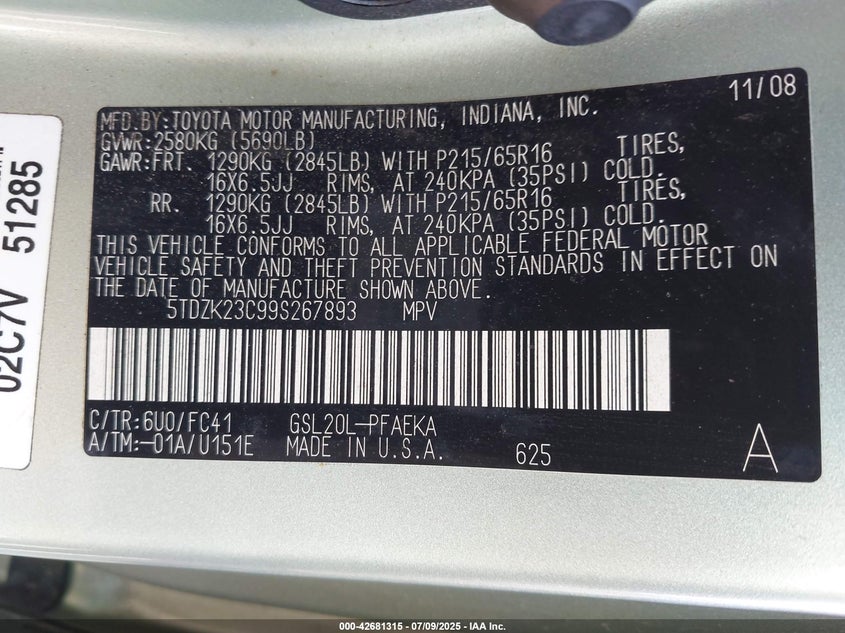 11/08
MFD.BY:TOYOTA MOTOR MANUFACTURING, INDIANA, INC.
GVWR:2580KG (5690LB)
GAWR:FRT. 1290KG (2845LB) WITH P215/65R16 TIRES,
16X6.5JJ RIMS, AT 240KPA (35PSI) COLD.
RR. 1290KG (2845LB) WITH P215/65R16 TIRES,
16X6.5JJ RIMS, AT 240KPA (35PSI) COLD.
THIS VEHICLE CONFORMS TO ALL APPLICABLE FEDERAL MOTOR
VEHICLE SAFETY AND THEFT PREVENTION STANDARDS IN EFFECT ON
THE DATE OF MANUFACTURE SHOWN ABOVE.
5TDZK23C99S267893 MPV
C/TR:6U0/FC41 GSL20L-PFAEKA
A/TM:-01A/U151E MADE IN U.S.A. 625 A
02C7V 51285
000-42681315 - 07/09/2025 - IAA Inc.